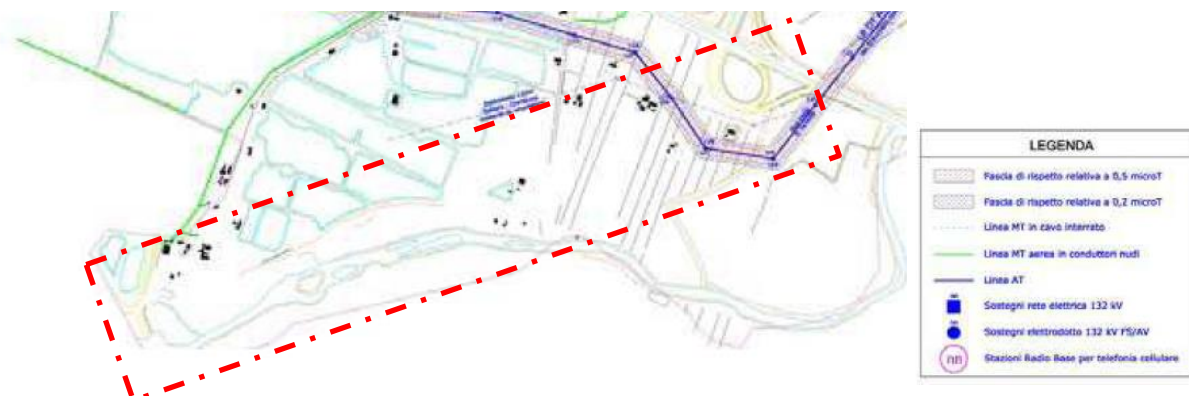 LEGENDA
Fascia di rispetto relativa a 0,5 microT
Fascia di rispetto relativa a 0,2 microT
Linea MT in cavo interrato
Linea MT aerea in conduttori nudi
Linea AT
Sostegni rete elettrica 132 kV
Sostegni elettrodotto 132 kV FS/AV
nn Stazioni Radio Base per telefonia cellulare